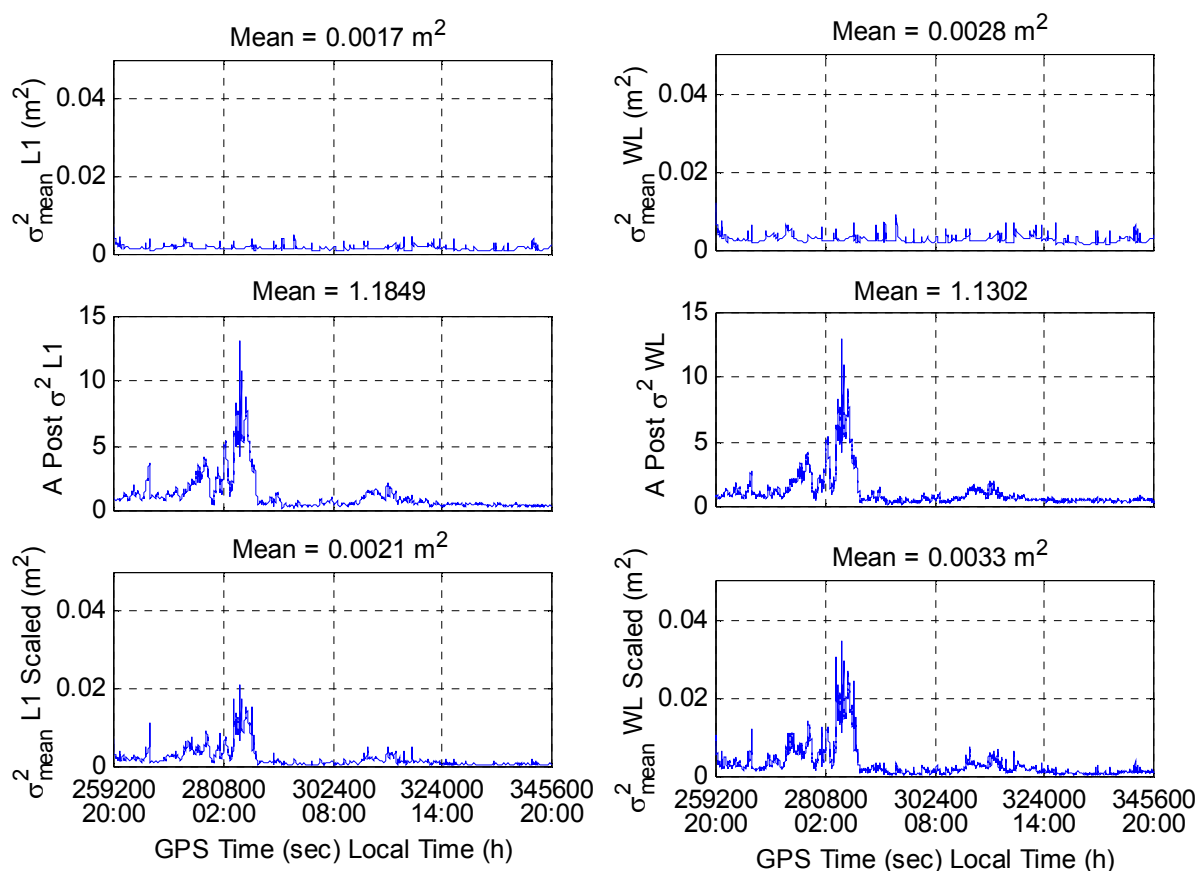 Mean = 0.0017 m²
σ²mean L1 (m²)
0.04
0.02
0
Mean = 1.1849
A Post σ² L1
15
10
5
0
Mean = 0.0021 m²
σ²mean L1 Scaled (m²)
0.04
0.02
0
259200 280800 302400 324000 345600
20:00 02:00 08:00 14:00 20:00
GPS Time (sec) Local Time (h)
Mean = 0.0028 m²
σ²mean WL (m²)
0.04
0.02
0
Mean = 1.1302
A Post σ² WL
15
10
5
0
Mean = 0.0033 m²
σ²mean WL Scaled (m²)
0.04
0.02
0
259200 280800 302400 324000 345600
20:00 02:00 08:00 14:00 20:00
GPS Time (sec) Local Time (h)